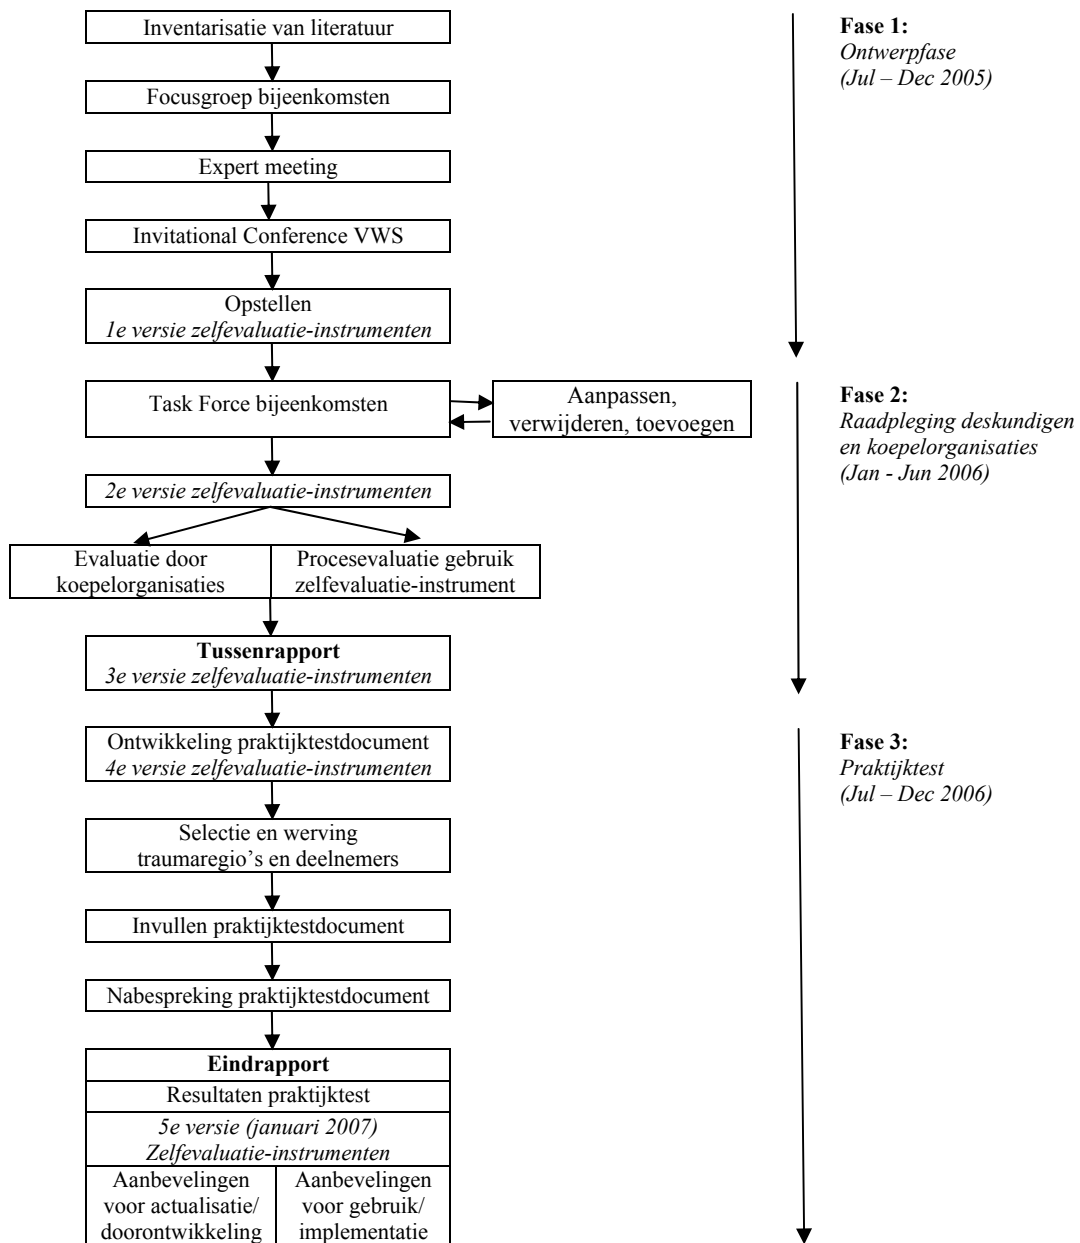 Inventarisatie van literatuur
Focusgroep bijeenkomsten
Expert meeting
Invitational Conference VWS
Opstellen
1e versie zelfevaluatie-instrumenten
Fase 1:
Ontwerpfase
(Jul – Dec 2005)
Task Force bijeenkomsten
Aanpassen,
verwijderen, toevoegen
2e versie zelfevaluatie-instrumenten
Evaluatie door
koepelorganisaties
Procesevaluatie gebruik
zelfevaluatie-instrument
Tussenrapport
3e versie zelfevaluatie-instrumenten
Fase 2:
Raadpleging deskundigen
en koepelorganisaties
(Jan - Jun 2006)
Ontwikkeling praktijktestdocument
4e versie zelfevaluatie-instrumenten
Selectie en werving
traumaregio’s en deelnemers
Invullen praktijktestdocument
Nabespreking praktijktestdocument
Eindrapport
Resultaten praktijktest
5e versie (januari 2007)
Zelfevaluatie-instrumenten
Aanbevelingen
voor actualisatie/
doorontwikkeling
Aanbevelingen
voor gebruik/
implementatie
Fase 3:
Praktijktest
(Jul – Dec 2006)